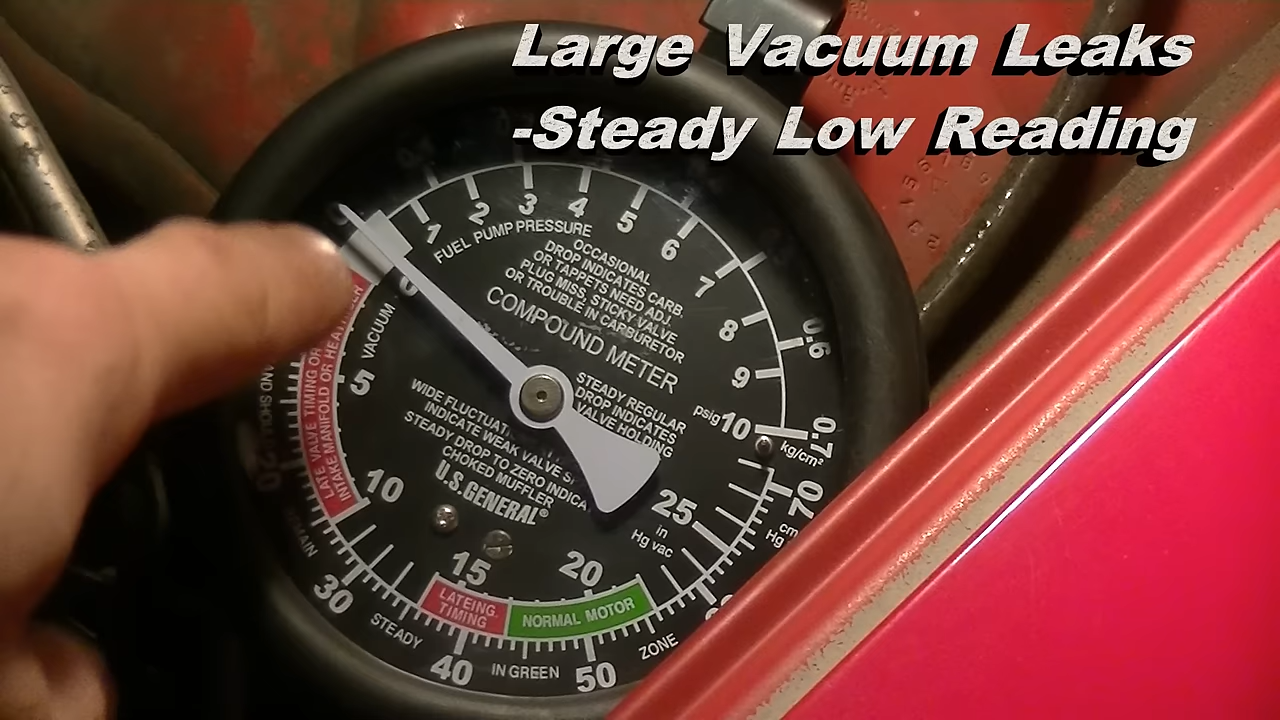 Large Vacuum Leaks
-Steady Low Reading
1
2
3
4
5
6
7
8
9
10
psig
FUEL PUMP PRESSURE
OCCASIONAL
DROP INDICATES CARB.
OR TAPPETS NEED ADJ.
PLUG MISS, STICKY VALVE
OR TROUBLE IN CARBURETOR
COMPOUND METER
STEADY REGULAR
DROP INDICATES
VALVE HOLDING
WIDE
INDICATE WEAK VALVE
STEADY DROP TO ZERO
CHOKED MUFFLER
U.S.GENERAL®
0.6
0.7
kg/cm²
0
VACUUM
5
10
15
20
25
in
Hg vac
LATE VALVE TIMING OR
INTAKE MANIFOLD OR
LATEING
TIMING
NORMAL MOTOR
30
40
50
70
cm
Hg
STEADY
IN GREEN
ZONE